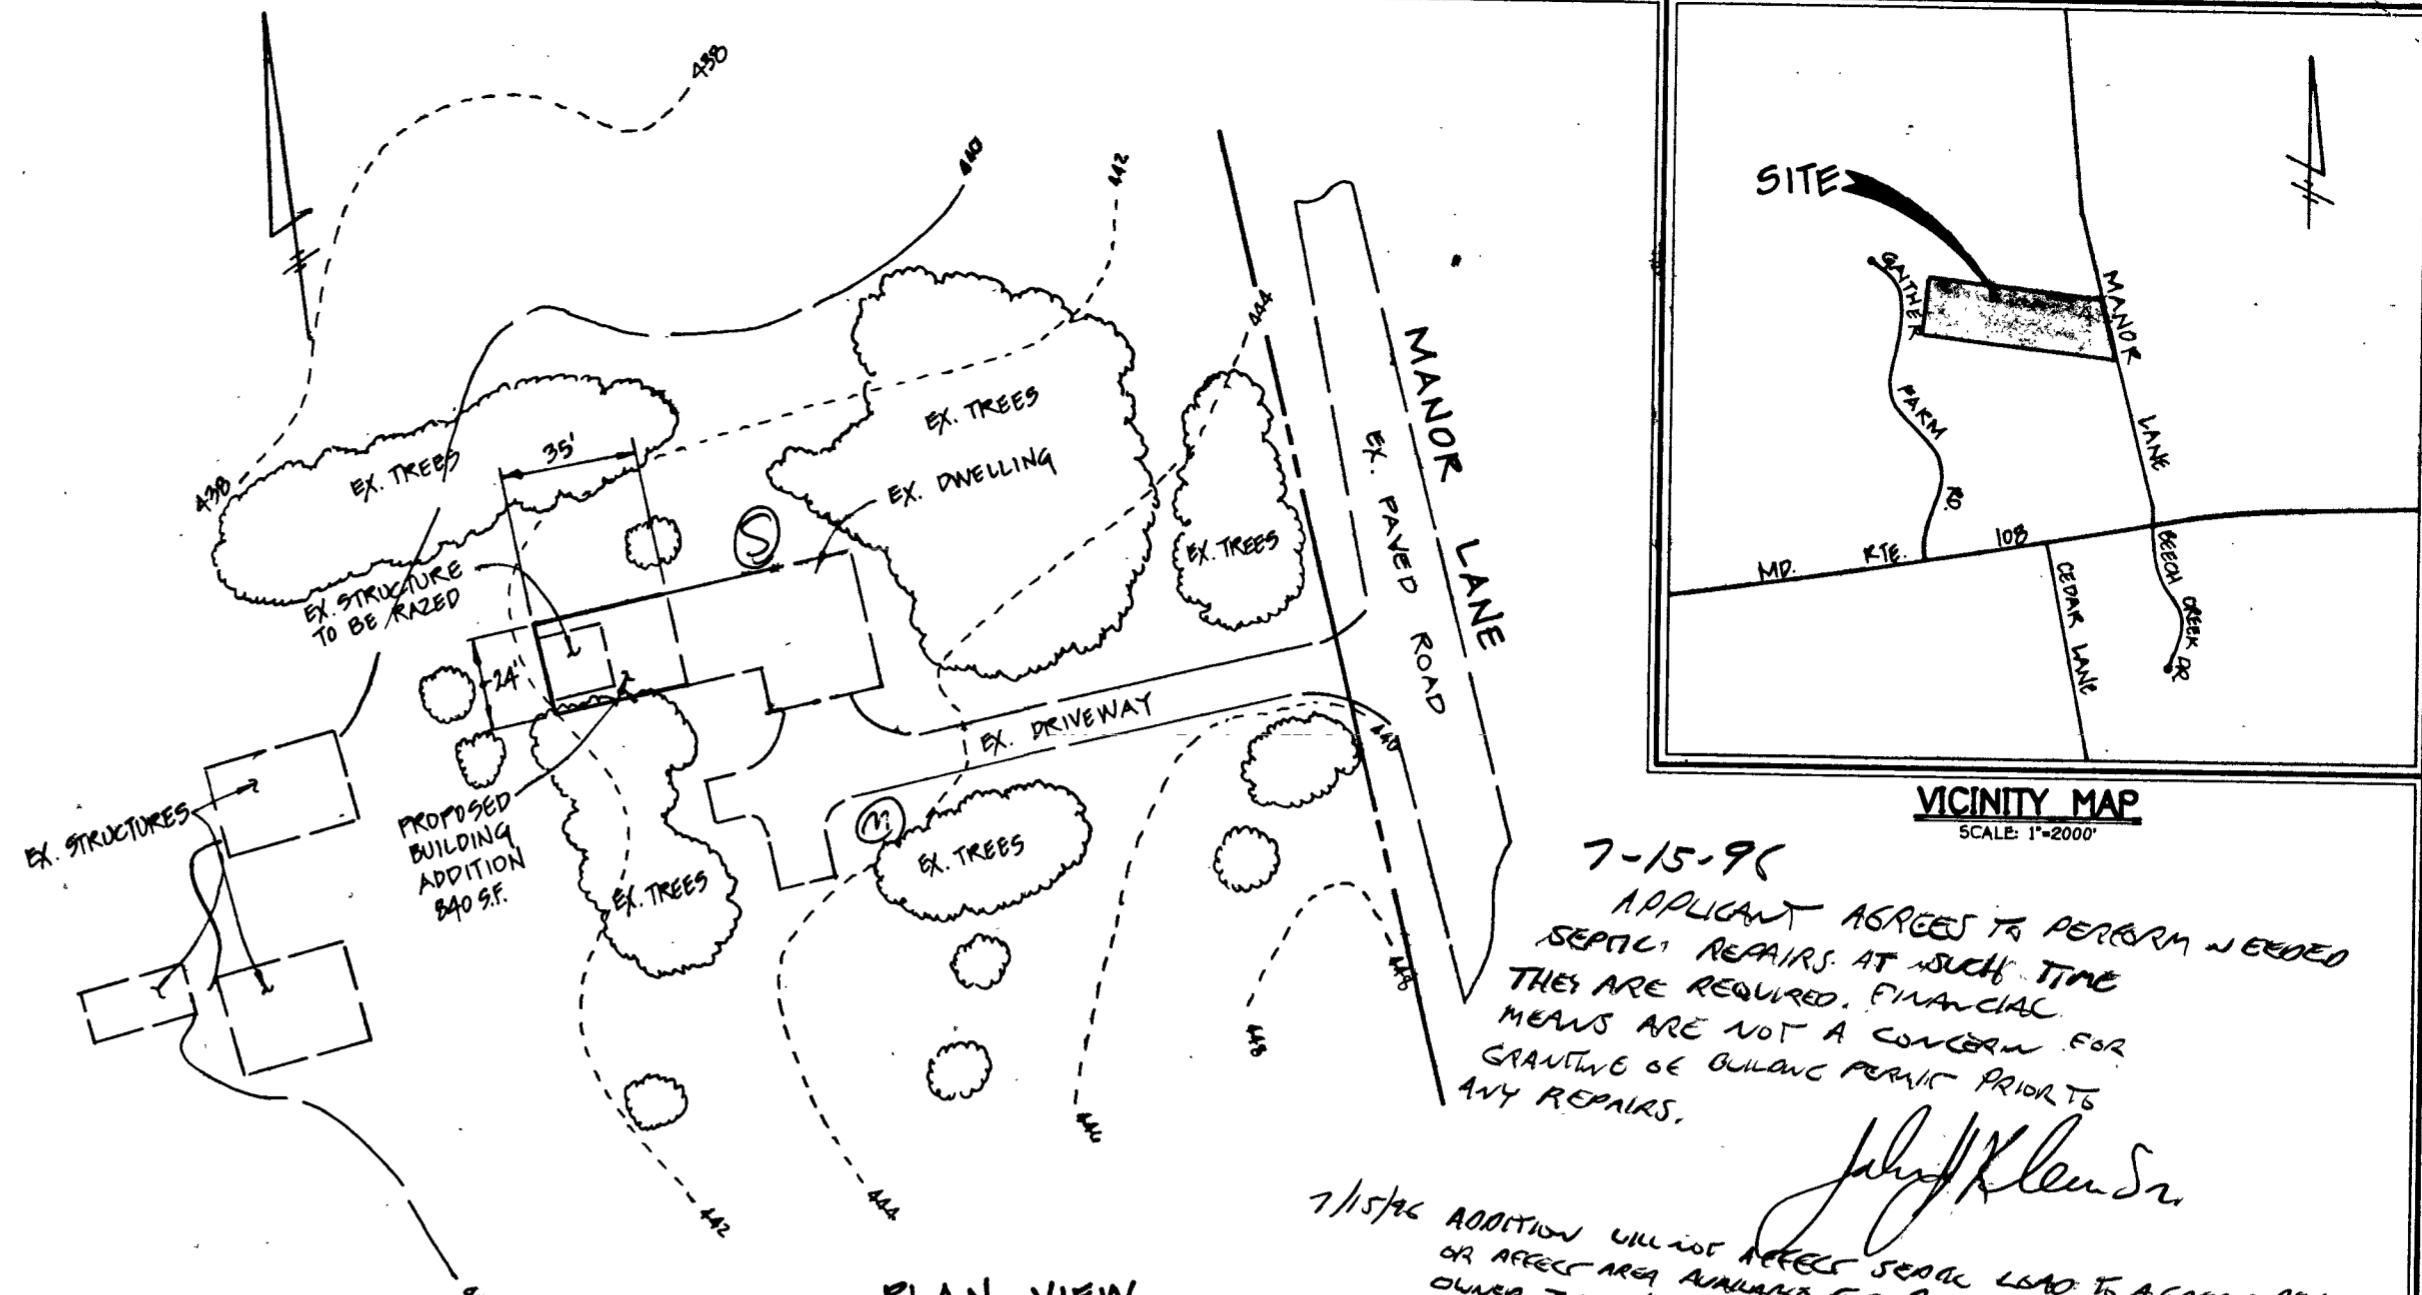 438
440
442
444
SITE
GAITHER
FARM
RD.
MANOR
LANE
MD. RTE. 108
CEDAR LANE
BEECH CREEK DR
VICINITY MAP
SCALE: 1"=2000'
438
EX. TREES
35'
EX. TREES
EX. DWELLING
S
EX. TREES
MANOR LANE
EX. PAVED ROAD
EX. STRUCTURE
TO BE RAZED
24'
EX. DRIVEWAY
EX. STRUCTURES
PROPOSED
BUILDING
ADDITION
840 S.F.
EX. TREES
EX. TREES
448
448
446
444
442
7-15-96
APPLICANT AGREES TO PERFORM NEEDED
SEPTIC REPAIRS AT SUCH TIME
THEY ARE REQUIRED. FINANCIAL
MEANS ARE NOT A CONCERN FOR
GRANTING OF BUILDING PERMIT PRIOR TO
ANY REPAIRS.
7/15/96 ADDITION WILL NOT AFFECT SEPTIC LOAD
OR AFFECT AREA
OWNER
PLAN VIEW